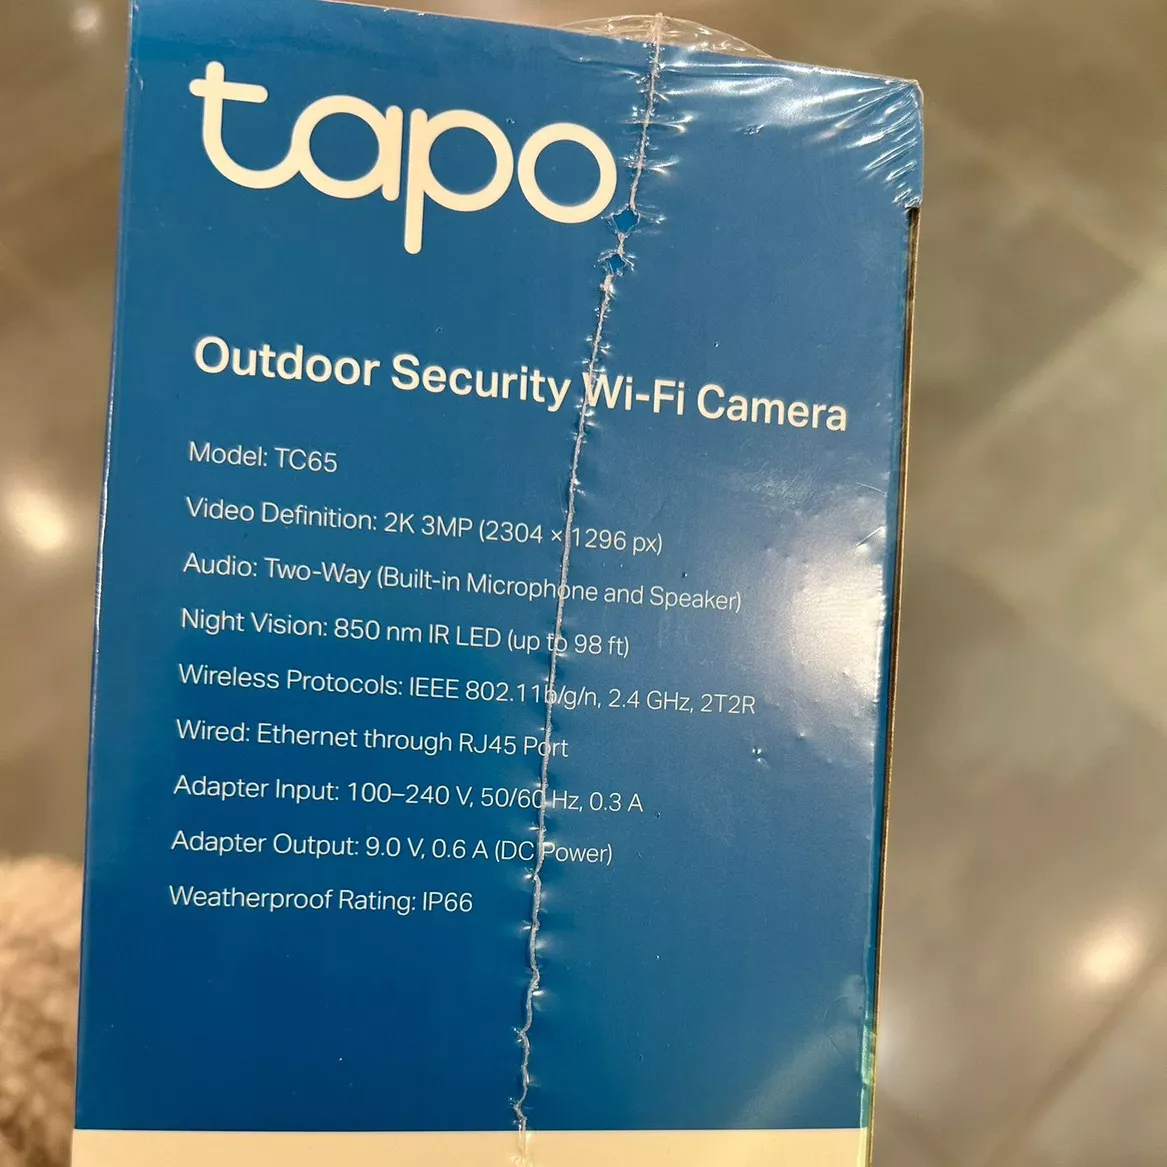 tapo
Outdoor Security Wi-Fi Camera
Model: TC65
Video Definition: 2K 3MP (2304 × 1296 px)
Audio: Two-Way (Built-in Microphone and Speaker)
Night Vision: 850 nm IR LED (up to 98 ft)
Wireless Protocols: IEEE 802.11b/g/n, 2.4 GHz, 2T2R
Wired: Ethernet through RJ45 Port
Adapter Input: 100–240 V, 50/60 Hz, 0.3 A
Adapter Output: 9.0 V, 0.6 A (DC Power)
Weatherproof Rating: IP66